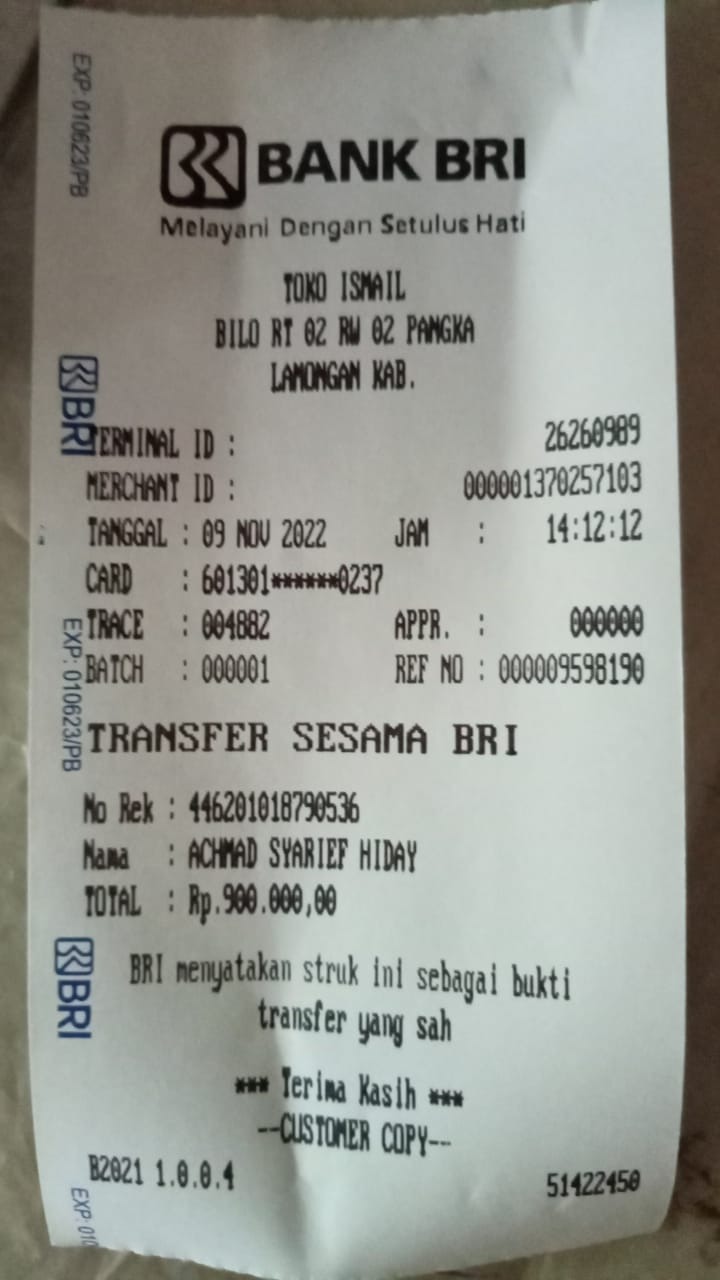 BANK BRI
Melayani Dengan Setulus Hati
TOKO ISMAIL
BILO RT 02 RW 02 PANGKA
LAMONGAN KAB.
TERMINAL ID : 26260989
MERCHANT ID : 000001370257103
TANGGAL : 09 NOV 2022 JAM : 14:12:12
CARD : 601301******0237
TRACE : 004882 APPR. : 000000
BATCH : 000001 REF NO : 000009598190
TRANSFER SESAMA BRI
No Rek : 446201018790536
Nama : ACHMAD SYARIEF HIDAY
TOTAL : Rp.900.000,00
BRI menyatakan struk ini sebagai bukti
transfer yang sah
*** Terima Kasih ***
--CUSTOMER COPY--
B2021 1.0.0.4 51422450
EXP: 010623/PB
BRI
EXP: 010623/PB
BRI
EXP: 010